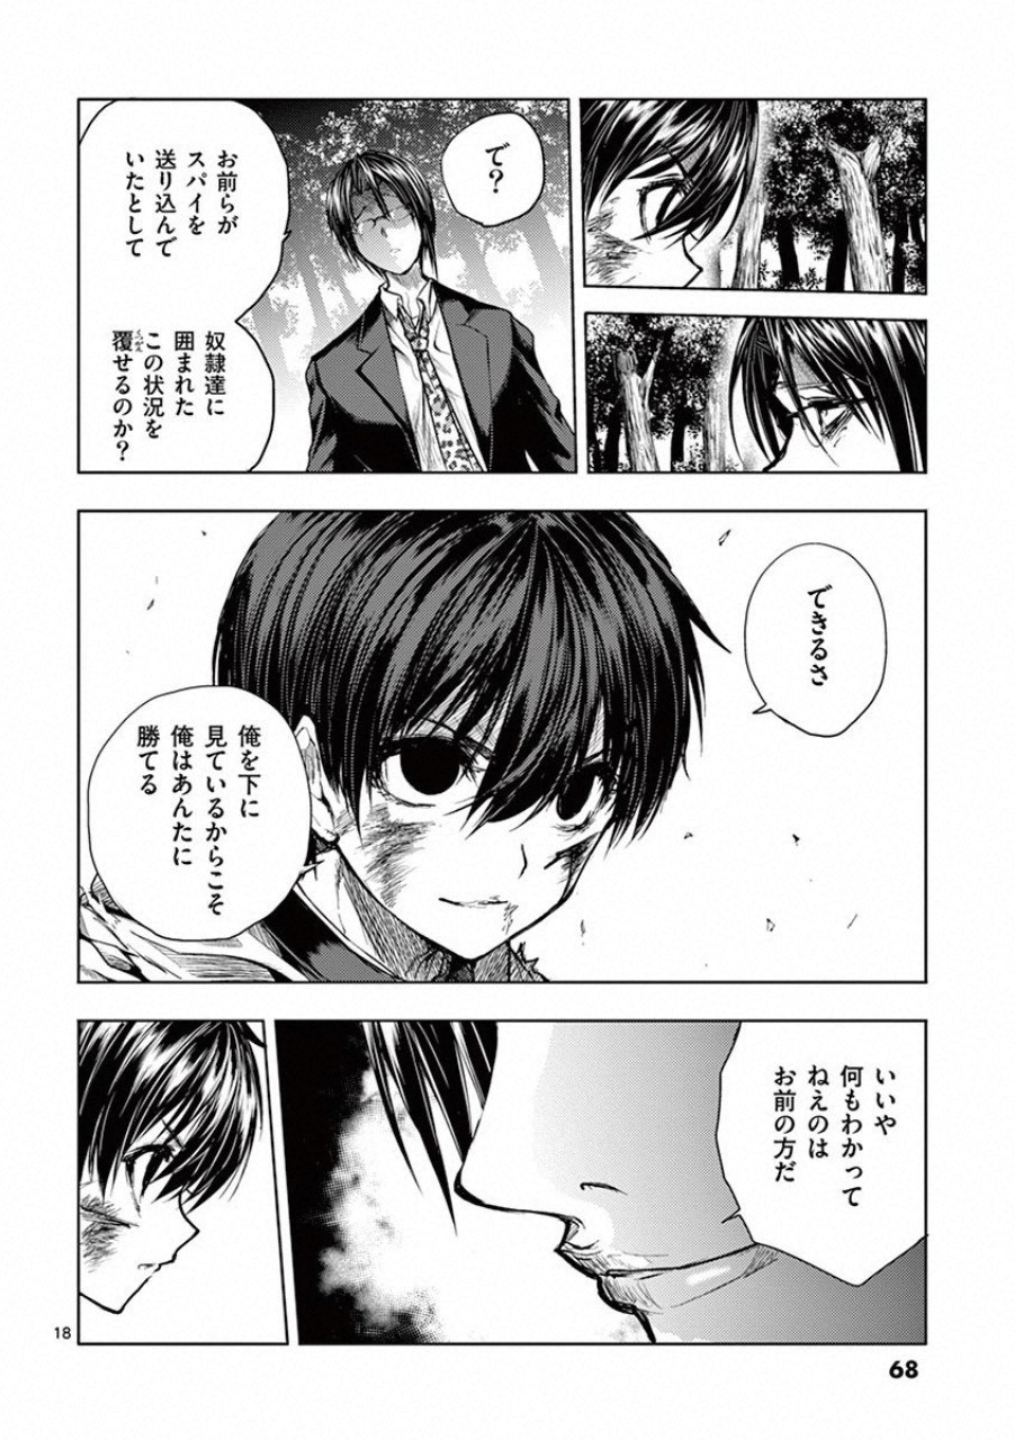 で？
お前らが
スパイを
送り込んで
いたとして
奴隷達に
囲まれた
この状況を
覆せるのか？
くつがえ
できるさ
俺を下に
見ているからこそ
俺はあんたに
勝てる
いいや
何もわかって
ねえのは
お前の方だ
18
68